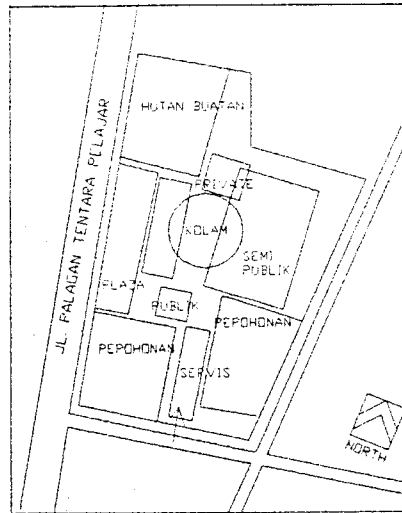 HUTAN BUATAN
JL. PALAGAN TENTARA PELAJAR
PRIVATE
KOLAM
SEMI
PUBLIK
PLAZA
PUBLIK
PEPOHONAN
PEPOHONAN
SERVIS
NORTH